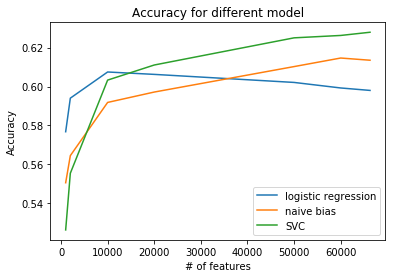 Accuracy for different model
0.62
0.60
0.58
0.56
0.54
Accuracy
0 10000 20000 30000 40000 50000 60000
# of features
logistic regression
naive bias
SVC